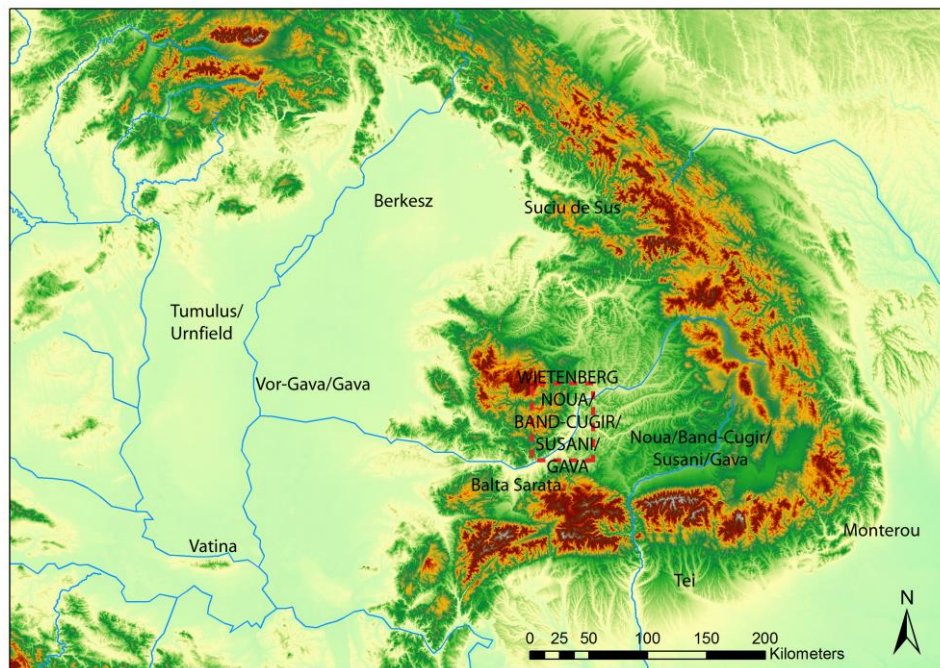 Berkesz
Suciu de Sus
Tumulus/
Urnfield
Vor-Gava/Gava
WIETENBERG
NOUA/
BAND-CUGIR/
SUSANI/
GAVA
Noua/Band-Cugir/
Susani/Gava
Balta Sarata
Vatina
Monterou
Tei
N
0 25 50 100 150 200
Kilometers